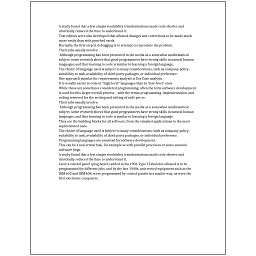 A study found that a few simple readability transformations made code shorter and
drastically reduced the time to understand it.
Text editors were also developed that allowed changes and corrections to be made much
more easily than with punched cards.
Normally the first step in debugging is to attempt to reproduce the problem.
Their jobs usually involve:
Although programming has been presented in the media as a somewhat mathematical
subject, some research shows that good programmers have strong skills in natural human
languages, and that learning to code is similar to learning a foreign language.
The choice of language used is subject to many considerations, such as company policy,
suitability to task, availability of third-party packages, or individual preference.
One approach popular for requirements analysis is Use Case analysis.
It is usually easier to code in "high-level" languages than in "low-level" ones.
While these are sometimes considered programming, often the term software development
is used for this larger overall process – with the terms programming, implementation, and
coding reserved for the writing and editing of code per se.
Their jobs usually involve:
Although programming has been presented in the media as a somewhat mathematical
subject, some research shows that good programmers have strong skills in natural human
languages, and that learning to code is similar to learning a foreign language.
They are the building blocks for all software, from the simplest applications to the most
sophisticated ones.
The choice of language used is subject to many considerations, such as company policy,
suitability to task, availability of third-party packages, or individual preference.
Programming languages are essential for software development.
This can be a non-trivial task, for example as with parallel processes or some unusual
software bugs.
A study found that a few simple readability transformations made code shorter and
drastically reduced the time to understand it.
Later a control panel (plug board) added to his 1906 Type I Tabulator allowed it to be
programmed for different jobs, and by the late 1940s, unit record equipment such as the
IBM 602 and IBM 604, were programmed by control panels in a similar way, as were the
first electronic computers.